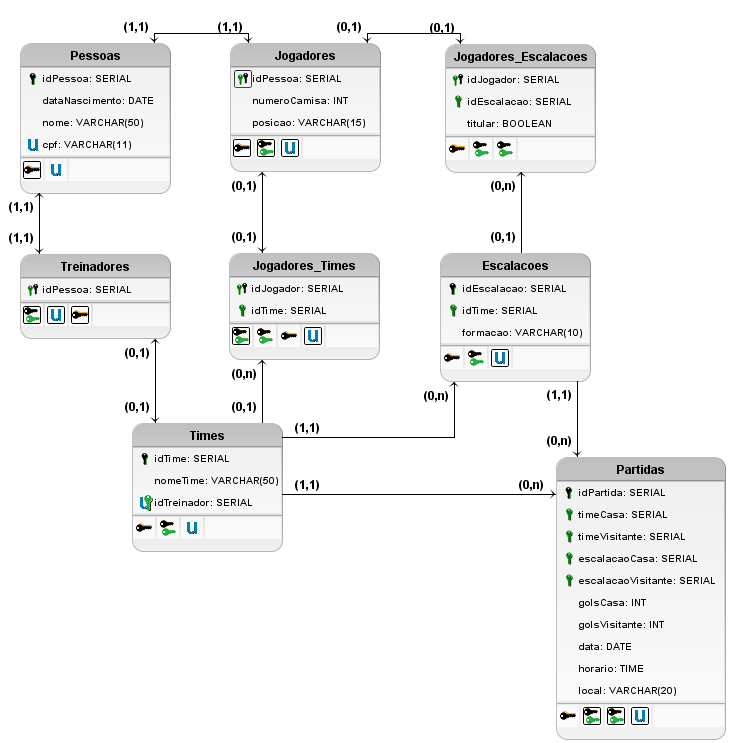 (1,1)
(1,1)
(0,1)
(0,1)
Pessoas
idPessoa: SERIAL
dataNascimento: DATE
nome: VARCHAR(50)
U cpf: VARCHAR(11)
U
Jogadores
idPessoa: SERIAL
numeroCamisa: INT
posicao: VARCHAR(15)
U
Jogadores_Escalacoes
idJogador: SERIAL
idEscalacao: SERIAL
titular: BOOLEAN
(1,1)
(1,1)
(0,1)
(0,1)
(0,n)
(0,1)
Treinadores
idPessoa: SERIAL
U
Jogadores_Times
idJogador: SERIAL
idTime: SERIAL
U
Escalacoes
idEscalacao: SERIAL
idTime: SERIAL
formacao: VARCHAR(10)
U
(0,1)
(0,1)
(0,n)
(0,1)
(0,n)
(1,1)
(1,1)
(0,n)
Times
idTime: SERIAL
nomeTime: VARCHAR(50)
U idTreinador: SERIAL
U
(1,1)
(0,n)
Partidas
idPartida: SERIAL
timeCasa: SERIAL
timeVisitante: SERIAL
escalacaoCasa: SERIAL
escalacaoVisitante: SERIAL
golsCasa: INT
golsVisitante: INT
data: DATE
horario: TIME
local: VARCHAR(20)
U